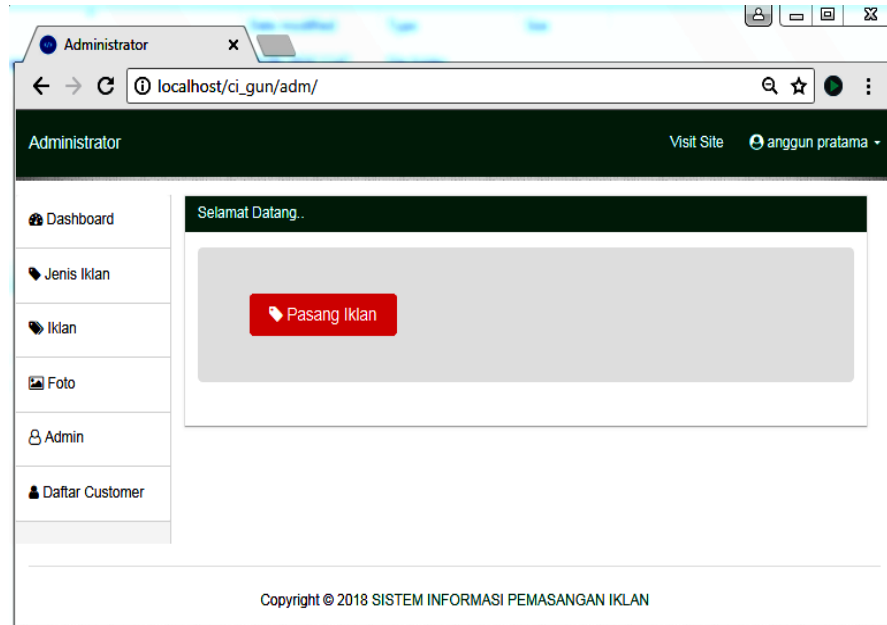 Administrator
localhost/ci_gun/adm/
Administrator
Visit Site
anggun pratama
Dashboard
Jenis Iklan
Iklan
Foto
Admin
Daftar Customer
Selamat Datang..
Pasang Iklan
Copyright © 2018 SISTEM INFORMASI PEMASANGAN IKLAN